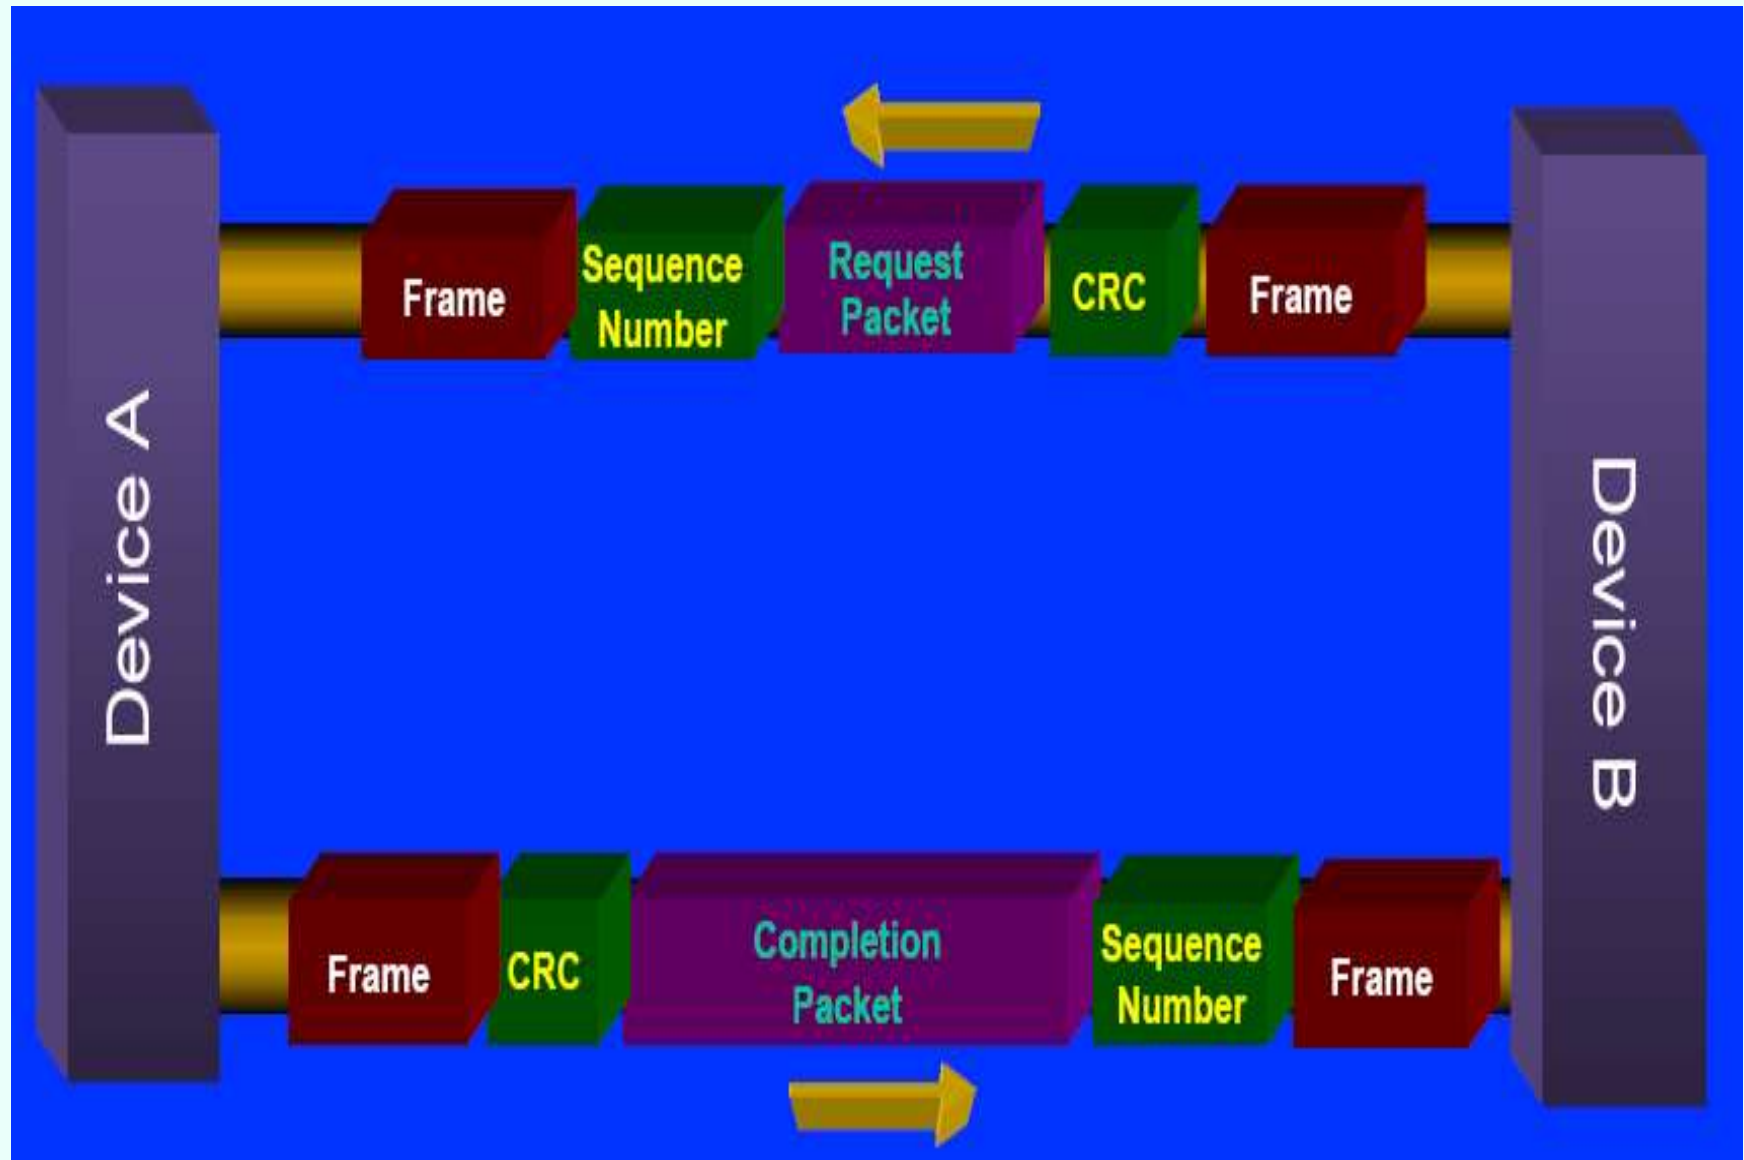 Device A
Frame
Sequence
Number
Request
Packet
CRC
Frame
Device B
Frame
CRC
Completion
Packet
Sequence
Number
Frame